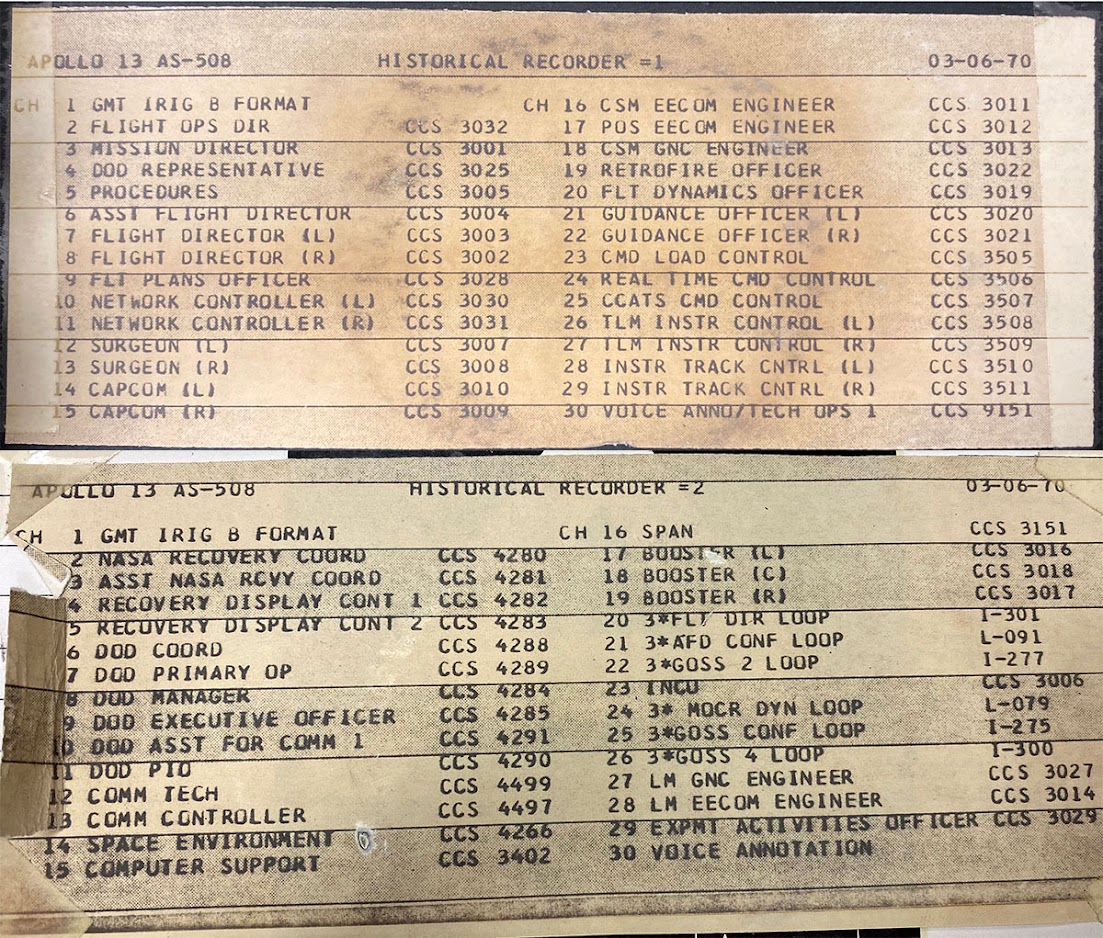 APOLLO 13 AS-508 HISTORICAL RECORDER =1 03-06-70
CH 1 GMT IRIG B FORMAT CH 16 CSM EECOM ENGINEER CCS 3011
2 FLIGHT OPS DIR CCS 3032 17 POS EECOM ENGINEER CCS 3012
3 MISSION DIRECTOR CCS 3001 18 CSM GNC ENGINEER CCS 3013
4 DOD REPRESENTATIVE CCS 3025 19 RETROFIRE OFFICER CCS 3022
5 PROCEDURES CCS 3005 20 FLT DYNAMICS OFFICER CCS 3019
6 ASST FLIGHT DIRECTOR CCS 3004 21 GUIDANCE OFFICER (L) CCS 3020
7 FLIGHT DIRECTOR (L) CCS 3003 22 GUIDANCE OFFICER (R) CCS 3021
8 FLIGHT DIRECTOR (R) CCS 3002 23 CMD LOAD CONTROL CCS 3505
9 FLT PLANS OFFICER CCS 3028 24 REAL TIME CMD CONTROL CCS 3506
10 NETWORK CONTROLLER (L) CCS 3030 25 CCATS CMD CONTROL CCS 3507
11 NETWORK CONTROLLER (R) CCS 3031 26 TLM INSTR CONTROL (L) CCS 3508
12 SURGEON (L) CCS 3007 27 TLM INSTR CONTROL (R) CCS 3509
13 SURGEON (R) CCS 3008 28 INSTR TRACK CNTRL (L) CCS 3510
14 CAPCOM (L) CCS 3010 29 INSTR TRACK CNTRL (R) CCS 3511
15 CAPCOM (R) CCS 3009 30 VOICE ANNO/TECH OPS 1 CCS 9151
APOLLO 13 AS-508 HISTORICAL RECORDER =2 03-06-70
CH 1 GMT IRIG B FORMAT CH 16 SPAN CCS 3151
2 NASA RECOVERY COORD CCS 4280 17 BOOSTER (L) CCS 3016
3 ASST NASA RCVY COORD CCS 4281 18 BOOSTER (C) CCS 3018
4 RECOVERY DISPLAY CONT 1 CCS 4282 19 BOOSTER (R) CCS 3017
5 RECOVERY DISPLAY CONT 2 CCS 4283 20 3*FLT DIR LOOP I-301
6 DOD COORD CCS 4288 21 3*AFD CONF LOOP L-091
7 DOD PRIMARY OP CCS 4289 22 3*GOSS 2 LOOP I-277
8 DOD MANAGER CCS 4284 23 INCO CCS 3006
9 DOD EXECUTIVE OFFICER CCS 4285 24 3* MOCR DYN LOOP L-079
10 DOD ASST FOR COMM 1 CCS 4291 25 3*GOSS CONF LOOP I-275
11 DOD PIO CCS 4290 26 3*GOSS 4 LOOP I-300
12 COMM TECH CCS 4499 27 LM GNC ENGINEER CCS 3027
13 COMM CONTROLLER CCS 4497 28 LM EECOM ENGINEER CCS 3014
14 SPACE ENVIRONMENT CCS 4266 29 EXPMT ACTIVITIES OFFICER CCS 3029
15 COMPUTER SUPPORT CCS 3402 30 VOICE ANNOTATION